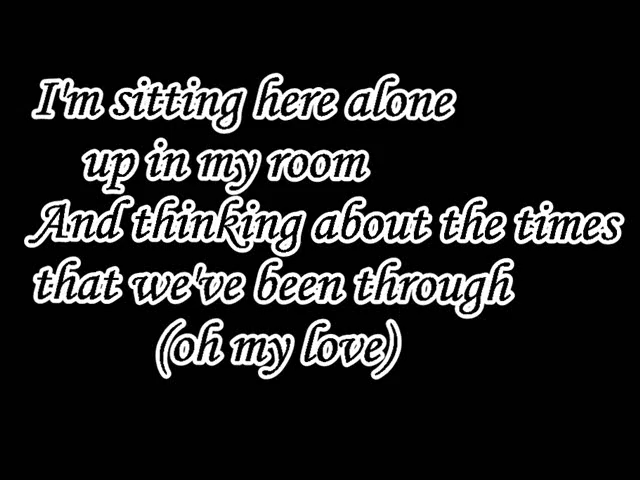 I'm sitting here alone
up in my room
And thinking about the times
that we've been through
(oh my love)